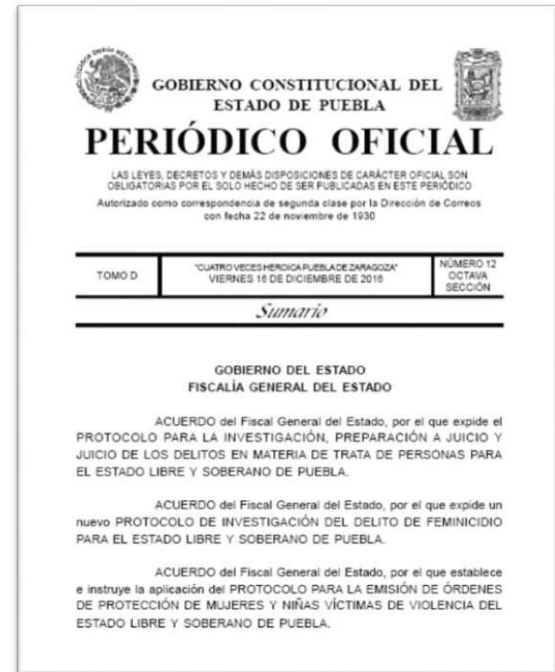 GOBIERNO CONSTITUCIONAL DEL
ESTADO DE PUEBLA
PERIÓDICO OFICIAL
LAS LEYES, DECRETOS Y DEMÁS DISPOSICIONES DE CARÁCTER OFICIAL SON
OBLIGATORIAS POR EL SOLO HECHO DE SER PUBLICADAS EN ESTE PERIÓDICO
Autorizado como correspondencia de segunda clase por la Dirección de Correos
con fecha 22 de noviembre de 1930
TOMO D
"CUATRO VECES HEROICA PUEBLA DE ZARAGOZA"
VIERNES 16 DE DICIEMBRE DE 2016
NÚMERO 12
OCTAVA
SECCIÓN
Sumario
GOBIERNO DEL ESTADO
FISCALÍA GENERAL DEL ESTADO
ACUERDO del Fiscal General del Estado, por el que expide el
PROTOCOLO PARA LA INVESTIGACIÓN, PREPARACIÓN A JUICIO Y
JUICIO DE LOS DELITOS EN MATERIA DE TRATA DE PERSONAS PARA
EL ESTADO LIBRE Y SOBERANO DE PUEBLA.
ACUERDO del Fiscal General del Estado, por el que expide un
nuevo PROTOCOLO DE INVESTIGACIÓN DEL DELITO DE FEMINICIDIO
PARA EL ESTADO LIBRE Y SOBERANO DE PUEBLA.
ACUERDO del Fiscal General del Estado, por el que establece
e instruye la aplicación del PROTOCOLO PARA LA EMISIÓN DE ÓRDENES
DE PROTECCIÓN DE MUJERES Y NIÑAS VÍCTIMAS DE VIOLENCIA DEL
ESTADO LIBRE Y SOBERANO DE PUEBLA.